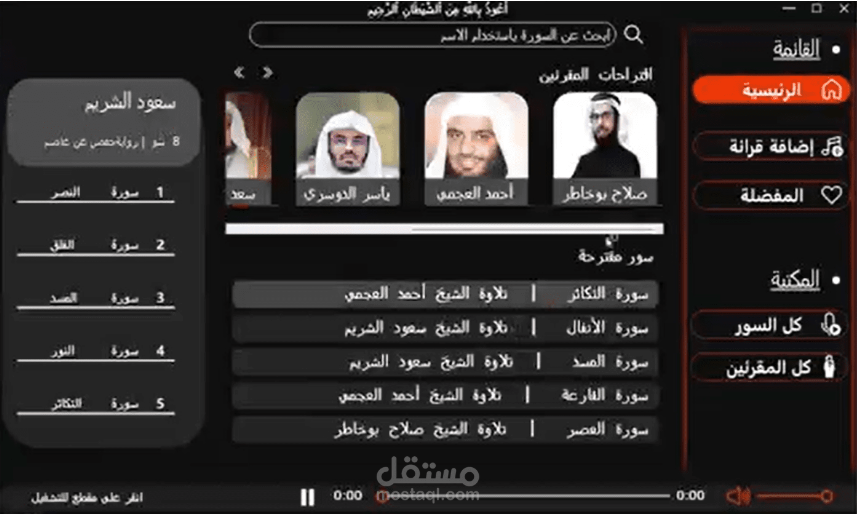 أعوذ بالله من الشيطان الرجيم
ابحث عن السورة باستخدام الاسم
القائمة
الرئيسية
إضافة قرائة
المفضلة
المكتبة
كل السور
كل المقرئين
اقتراحات المقرئين
صلاح بوخاطر
أحمد العجمي
ياسر الدوسري
سعد
سور مقترحة
سورة التكاثر | تلاوة الشيخ أحمد العجمي
سورة الأنفال | تلاوة الشيخ سعود الشريم
سورة المسد | تلاوة الشيخ سعود الشريم
سورة القارعة | تلاوة الشيخ أحمد العجمي
سورة العصر | تلاوة الشيخ صلاح بوخاطر
سعود الشريم
8 سور | برواية حفص عن عاصم
1 سورة النصر
2 سورة الفلق
3 سورة المسد
4 سورة النور
5 سورة التكاثر
0:00
0:00
انقر على مقطع للتشغيل
مستقل
mostaql.com